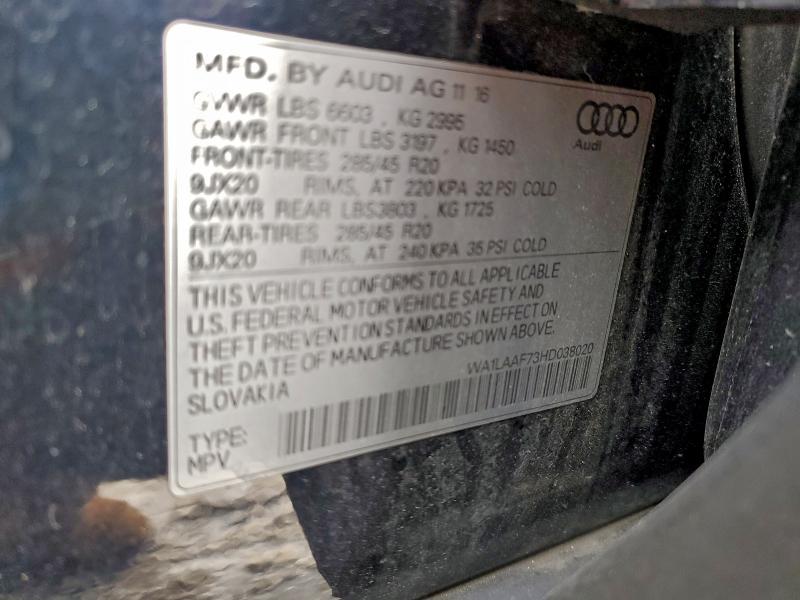 MFD. BY AUDI AG 11 16
GVWR LBS 6603 . KG 2995
GAWR FRONT LBS 3197 . KG 1450
FRONT-TIRES 285/45 R20
9JX20 RIMS, AT 220 KPA 32 PSI COLD
GAWR REAR LBS3803 . KG 1725
REAR-TIRES 285/45 R20
9JX20 RIMS, AT 240 KPA 35 PSI COLD
Audi
THIS VEHICLE CONFORMS TO ALL APPLICABLE
U.S. FEDERAL MOTOR VEHICLE SAFETY AND
THEFT PREVENTION STANDARDS IN EFFECT ON
THE DATE OF MANUFACTURE SHOWN ABOVE.
SLOVAKIA
WA1LAAF73HD038020
TYPE:
MPV